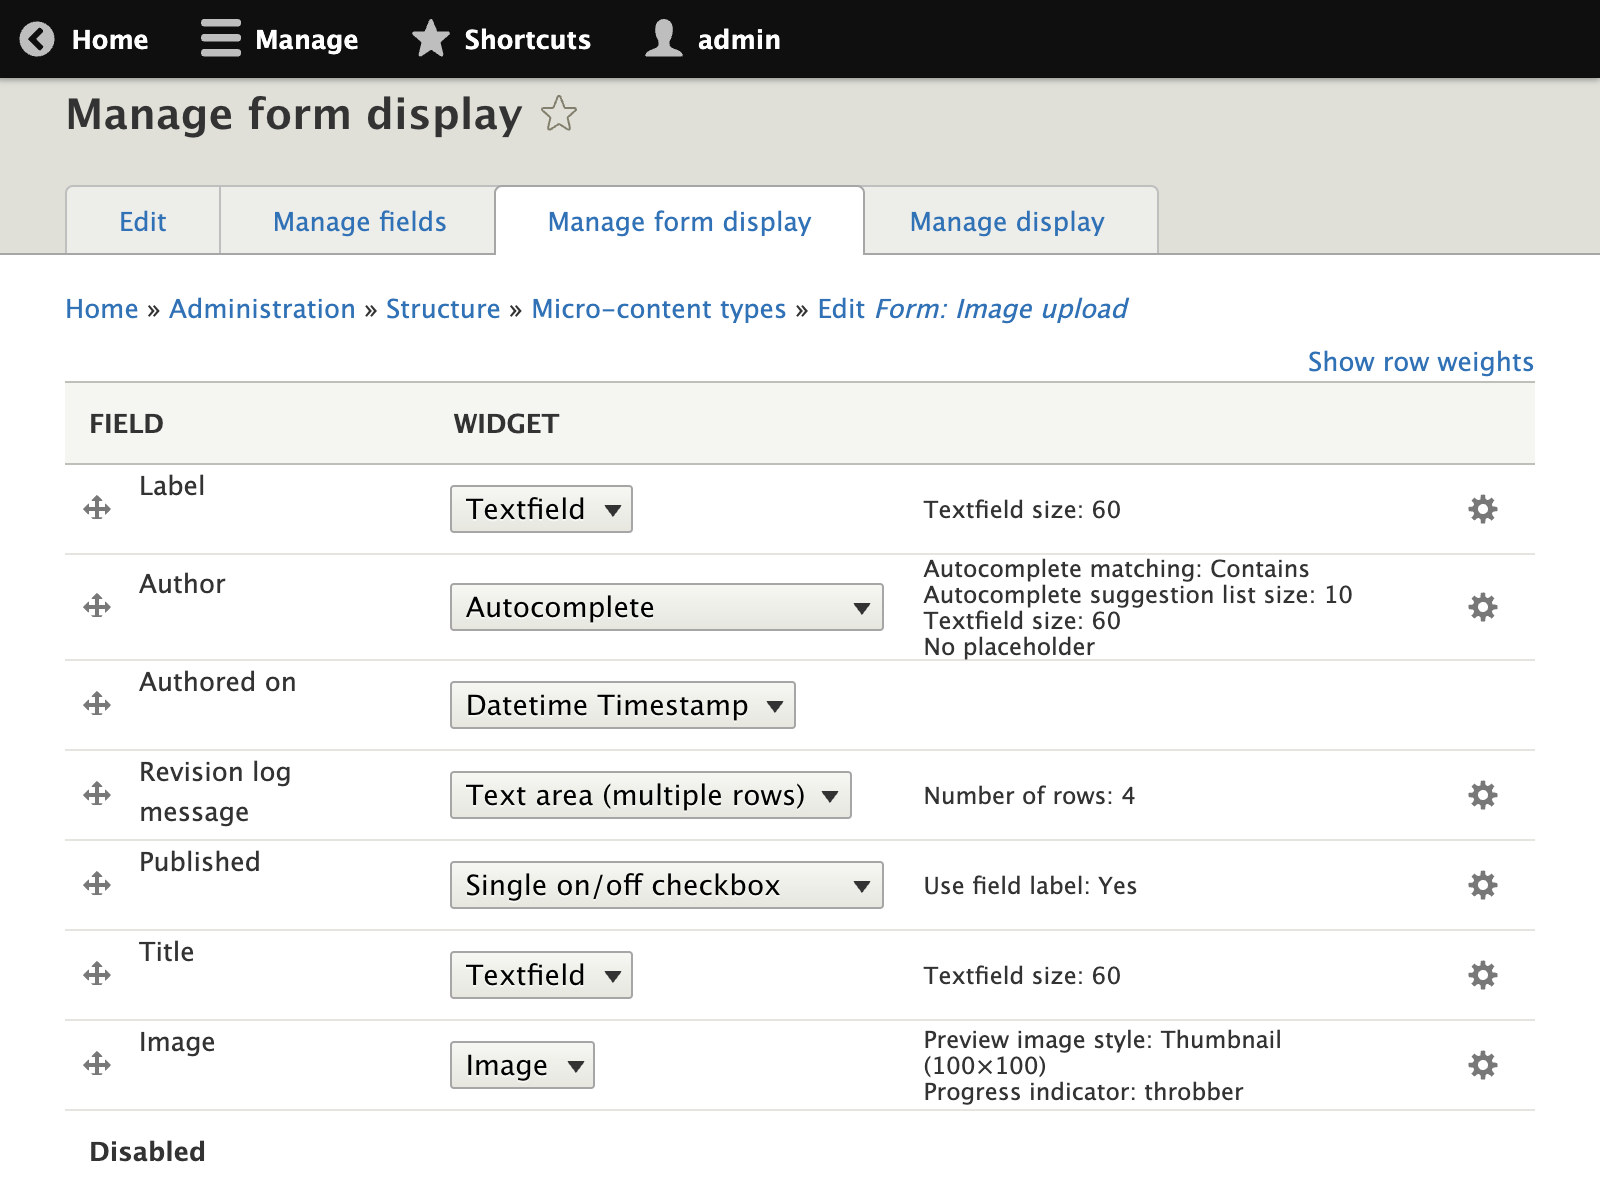 Home Manage Shortcuts admin
Manage form display
Edit Manage fields Manage form display Manage display
Home » Administration » Structure » Micro-content types » Edit Form: Image upload
Show row weights
FIELD WIDGET
Label Textfield Textfield size: 60
Author Autocomplete Autocomplete matching: Contains
Autocomplete suggestion list size: 10
Textfield size: 60
No placeholder
Authored on Datetime Timestamp
Revision log
message Text area (multiple rows) Number of rows: 4
Published Single on/off checkbox Use field label: Yes
Title Textfield Textfield size: 60
Image Image Preview image style: Thumbnail
(100×100)
Progress indicator: throbber
Disabled